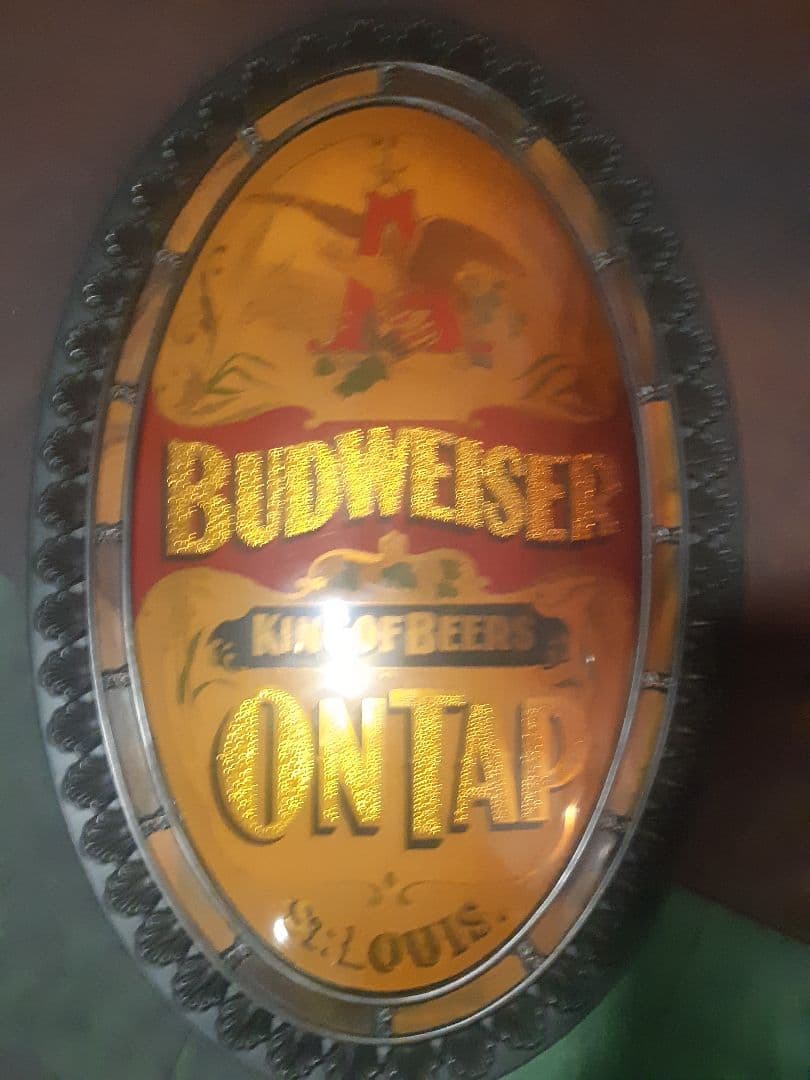 BUDWEISER
KING OF BEERS
ON TAP
ST. LOUIS.